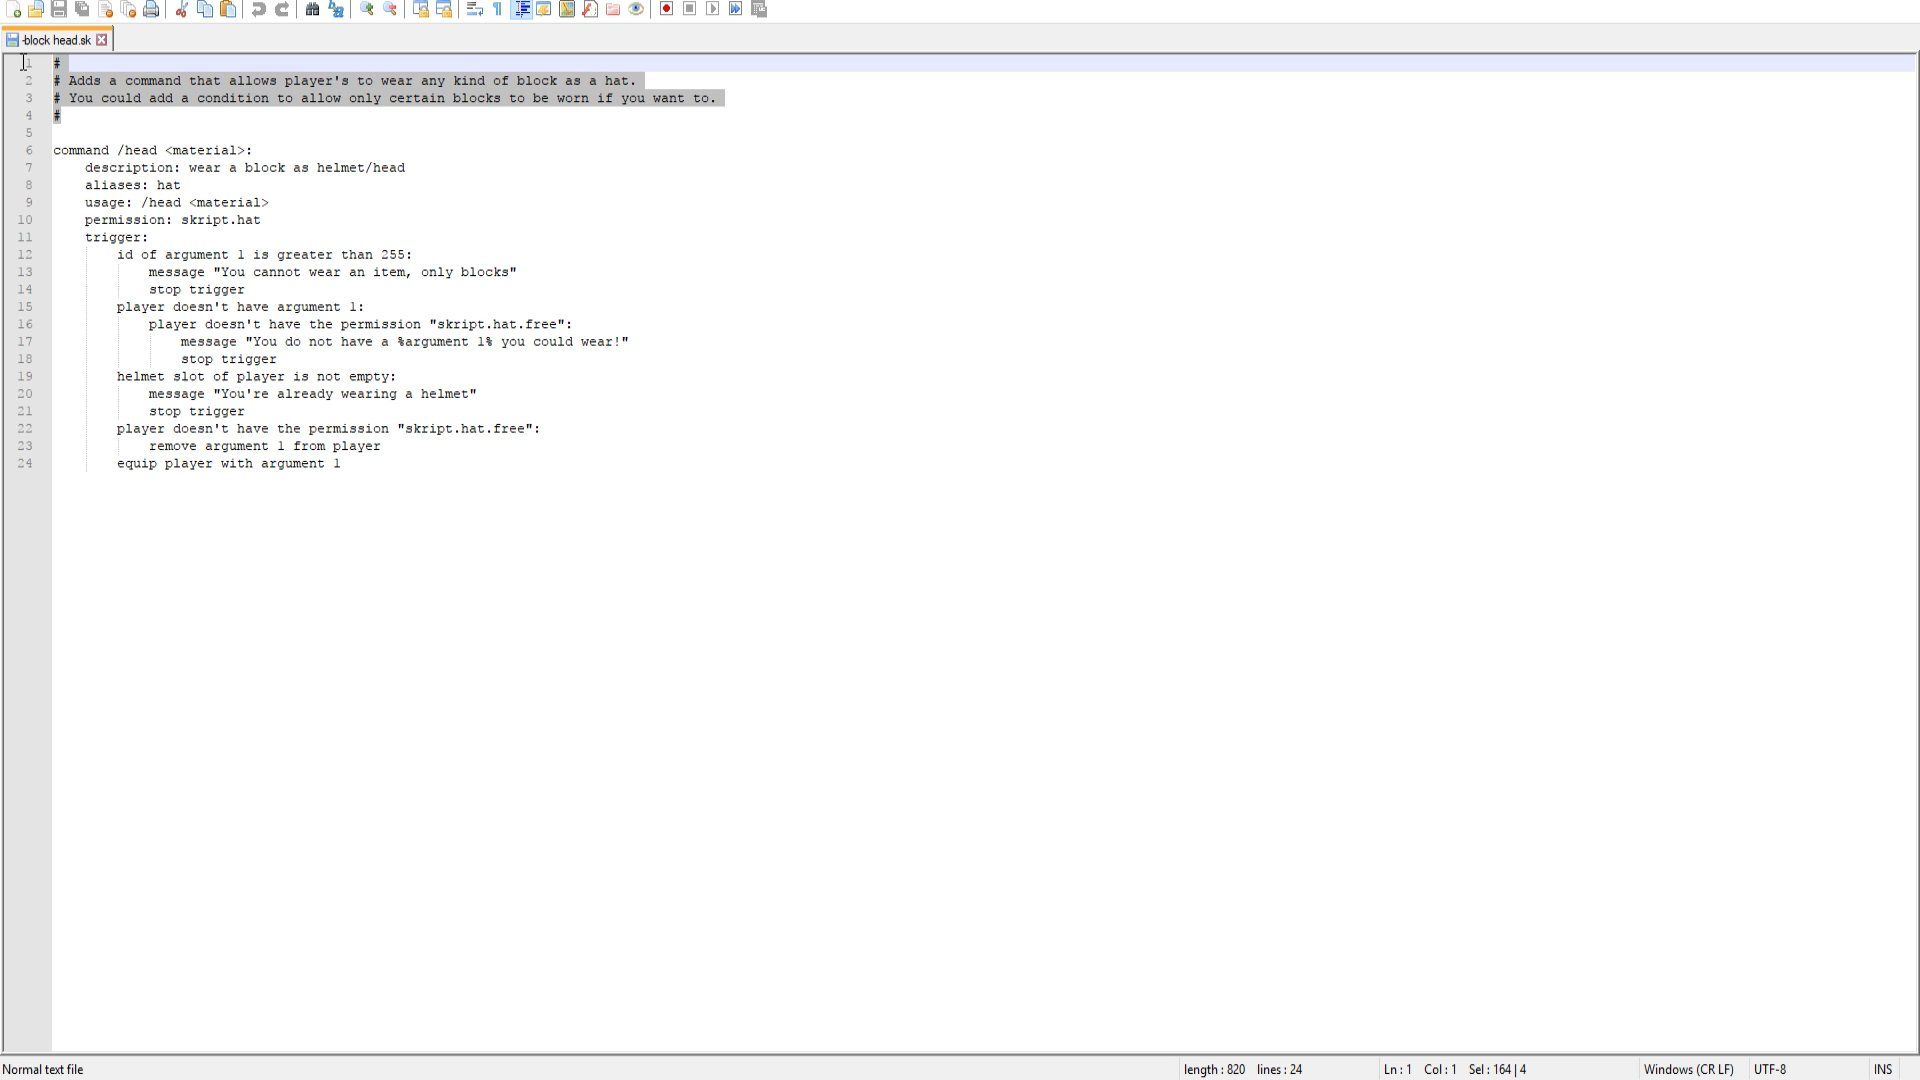 -block head.sk
1 #
2 # Adds a command that allows player's to wear any kind of block as a hat.
3 # You could add a condition to allow only certain blocks to be worn if you want to.
4 #
5
6 command /head <material>:
7 description: wear a block as helmet/head
8 aliases: hat
9 usage: /head <material>
10 permission: skript.hat
11 trigger:
12 id of argument 1 is greater than 255:
13 message "You cannot wear an item, only blocks"
14 stop trigger
15 player doesn't have argument 1:
16 player doesn't have the permission "skript.hat.free":
17 message "You do not have a %argument 1% you could wear!"
18 stop trigger
19 helmet slot of player is not empty:
20 message "You're already wearing a helmet"
21 stop trigger
22 player doesn't have the permission "skript.hat.free":
23 remove argument 1 from player
24 equip player with argument 1
Normal text file length : 820 lines : 24 Ln : 1 Col : 1 Sel : 164 | 4 Windows (CR LF) UTF-8 INS